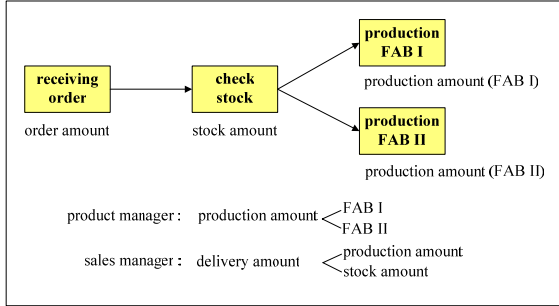 production
FAB I
receiving
order
check
stock
production amount (FAB I)
order amount
stock amount
production
FAB II
production amount (FAB II)
product manager : production amount
FAB I
FAB II
sales manager : delivery amount
production amount
stock amount